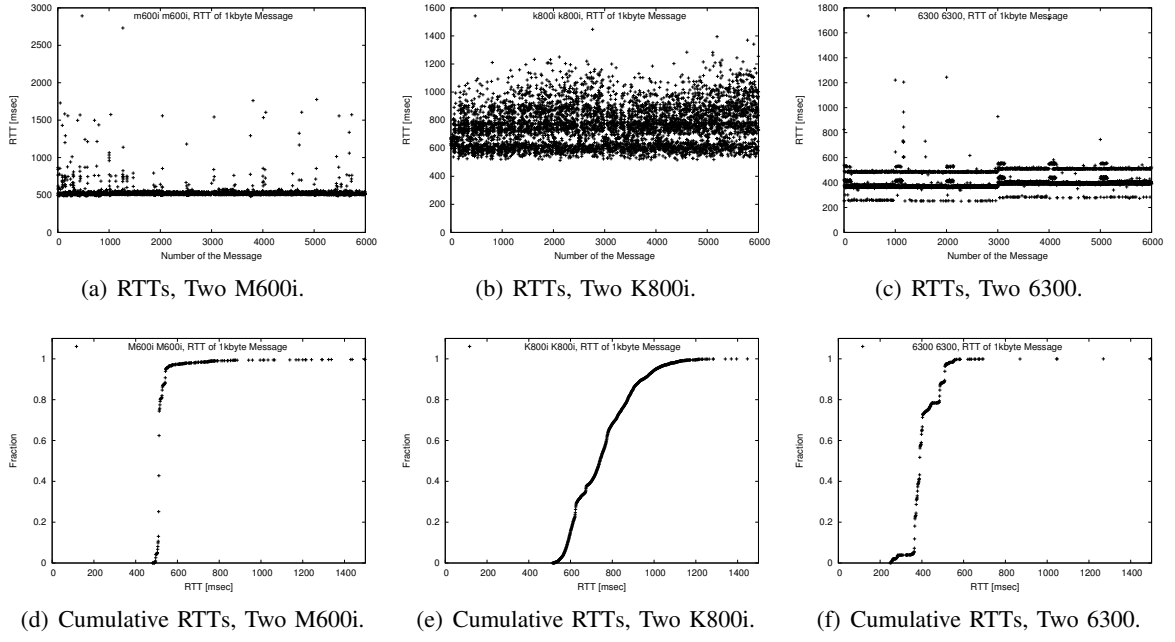 m600i m600i, RTT of 1kbyte Message
3000
2500
2000
1500
1000
500
0
RTT [msec]
0 1000 2000 3000 4000 5000 6000
Number of the Message
(a) RTTs, Two M600i.
k800i k800i, RTT of 1kbyte Message
1600
1400
1200
1000
800
600
400
200
0
RTT [msec]
0 1000 2000 3000 4000 5000 6000
Number of the Message
(b) RTTs, Two K800i.
6300 6300, RTT of 1kbyte Message
1800
1600
1400
1200
1000
800
600
400
200
0
RTT [msec]
0 1000 2000 3000 4000 5000 6000
Number of the Message
(c) RTTs, Two 6300.
M600i M600i, RTT of 1kbyte Message
1
0.8
0.6
0.4
0.2
0
Fraction
0 200 400 600 800 1000 1200 1400
RTT [msec]
(d) Cumulative RTTs, Two M600i.
K800i K800i, RTT of 1kbyte Message
1
0.8
0.6
0.4
0.2
0
Fraction
0 200 400 600 800 1000 1200 1400
RTT [msec]
(e) Cumulative RTTs, Two K800i.
6300 6300, RTT of 1kbyte Message
1
0.8
0.6
0.4
0.2
0
Fraction
0 200 400 600 800 1000 1200 1400
RTT [msec]
(f) Cumulative RTTs, Two 6300.